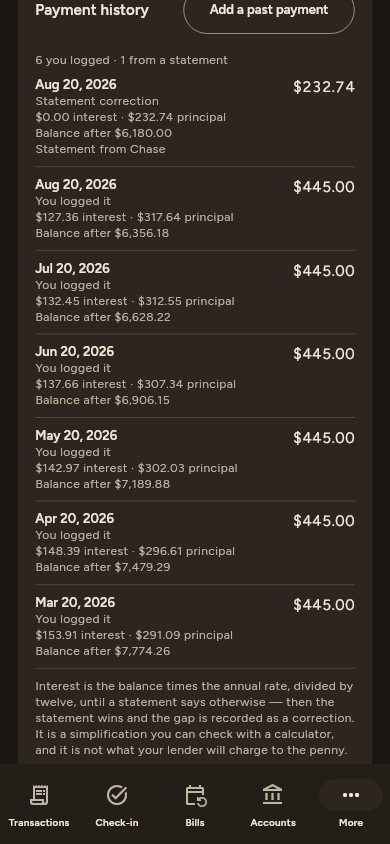 Payment history
Add a past payment
6 you logged · 1 from a statement
Aug 20, 2026
$232.74
Statement correction
$0.00 interest · $232.74 principal
Balance after $6,180.00
Statement from Chase
Aug 20, 2026
$445.00
You logged it
$127.36 interest · $317.64 principal
Balance after $6,356.18
Jul 20, 2026
$445.00
You logged it
$132.45 interest · $312.55 principal
Balance after $6,628.22
Jun 20, 2026
$445.00
You logged it
$137.66 interest · $307.34 principal
Balance after $6,906.15
May 20, 2026
$445.00
You logged it
$142.97 interest · $302.03 principal
Balance after $7,189.88
Apr 20, 2026
$445.00
You logged it
$148.39 interest · $296.61 principal
Balance after $7,479.29
Mar 20, 2026
$445.00
You logged it
$153.91 interest · $291.09 principal
Balance after $7,774.26
Interest is the balance times the annual rate, divided by
twelve, until a statement says otherwise — then the
statement wins and the gap is recorded as a correction.
It is a simplification you can check with a calculator,
and it is not what your lender will charge to the penny.
Transactions
Check-in
Bills
Accounts
More